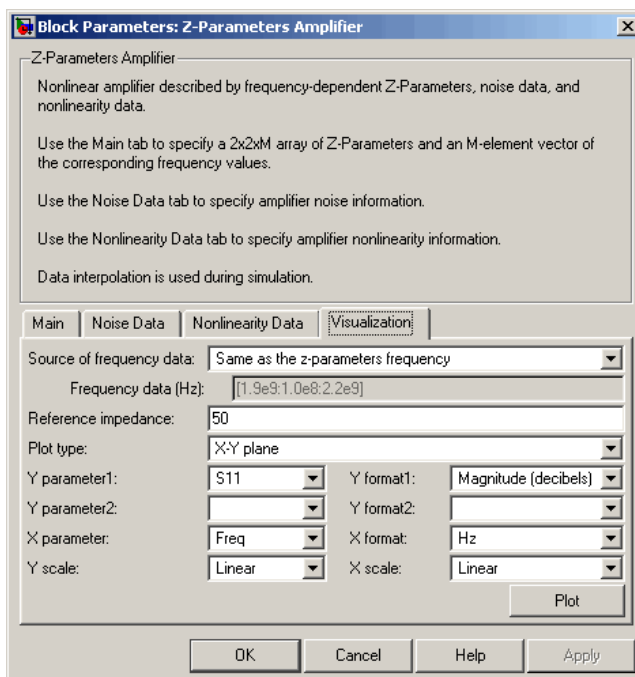 Block Parameters: Z-Parameters Amplifier
Z-Parameters Amplifier
Nonlinear amplifier described by frequency-dependent Z-Parameters, noise data, and
nonlinearity data.
Use the Main tab to specify a 2x2xM array of Z-Parameters and an M-element vector of
the corresponding frequency values.
Use the Noise Data tab to specify amplifier noise information.
Use the Nonlinearity Data tab to specify amplifier nonlinearity information.
Data interpolation is used during simulation.
Main Noise Data Nonlinearity Data Visualization
Source of frequency data: Same as the z-parameters frequency
Frequency data (Hz): [1.9e9:1.0e8:2.2e9]
Reference impedance: 50
Plot type: X-Y plane
Y parameter1: S11 Y format1: Magnitude (decibels)
Y parameter2: Y format2:
X parameter: Freq X format: Hz
Y scale: Linear X scale: Linear
Plot
OK Cancel Help Apply